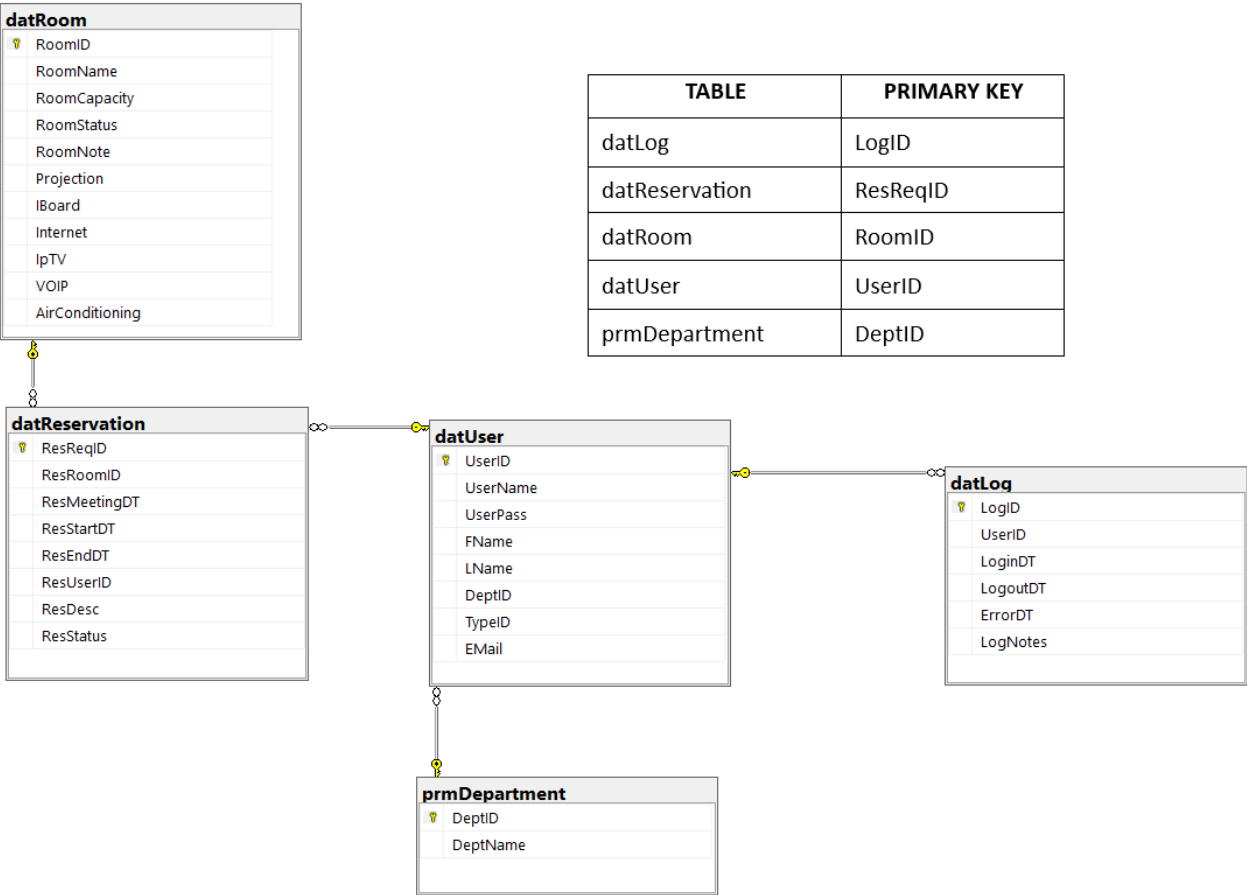 datRoom
RoomID
RoomName
RoomCapacity
RoomStatus
RoomNote
Projection
IBoard
Internet
IpTV
VOIP
AirConditioning
TABLE PRIMARY KEY
datLog LogID
datReservation ResReqID
datRoom RoomID
datUser UserID
prmDepartment DeptID
datReservation
ResReqID
ResRoomID
ResMeetingDT
ResStartDT
ResEndDT
ResUserID
ResDesc
ResStatus
datUser
UserID
UserName
UserPass
FName
LName
DeptID
TypeID
EMail
datLog
LogID
UserID
LoginDT
LogoutDT
ErrorDT
LogNotes
prmDepartment
DeptID
DeptName